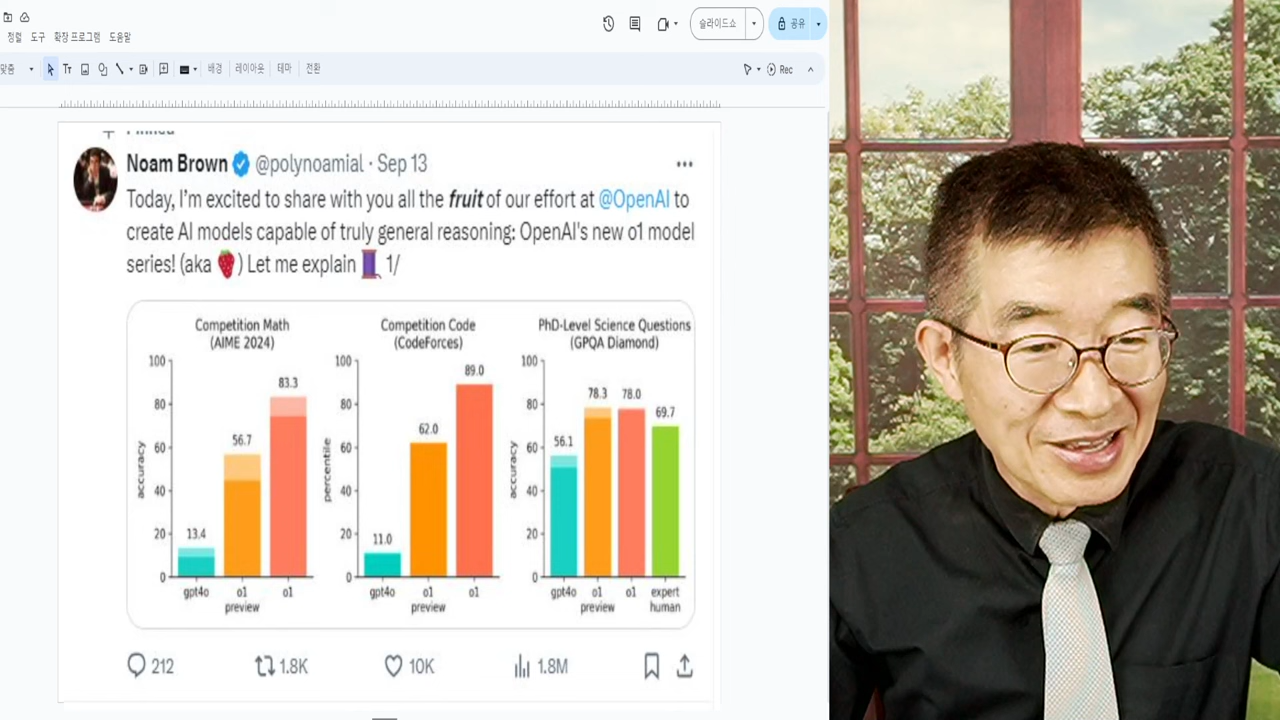 정렬 도구 확장 프로그램 도움말
슬라이드쇼
공유
맞춤
배경 레이아웃 테마 전환
Rec
Pinned
Noam Brown @polynoamial · Sep 13
Today, I'm excited to share with you all the fruit of our effort at @OpenAI to
create AI models capable of truly general reasoning: OpenAI's new o1 model
series! (aka 🍓) Let me explain 🧵 1/
Competition Math
(AIME 2024)
accuracy
100
80
60
40
20
0
13.4
56.7
83.3
gpt4o
o1
preview
o1
Competition Code
(CodeForces)
percentile
100
80
60
40
20
0
11.0
62.0
89.0
gpt4o
o1
preview
o1
PhD-Level Science Questions
(GPQA Diamond)
accuracy
100
80
60
40
20
0
56.1
78.3
78.0
69.7
gpt4o
o1
preview
o1
expert
human
212
1.8K
10K
1.8M